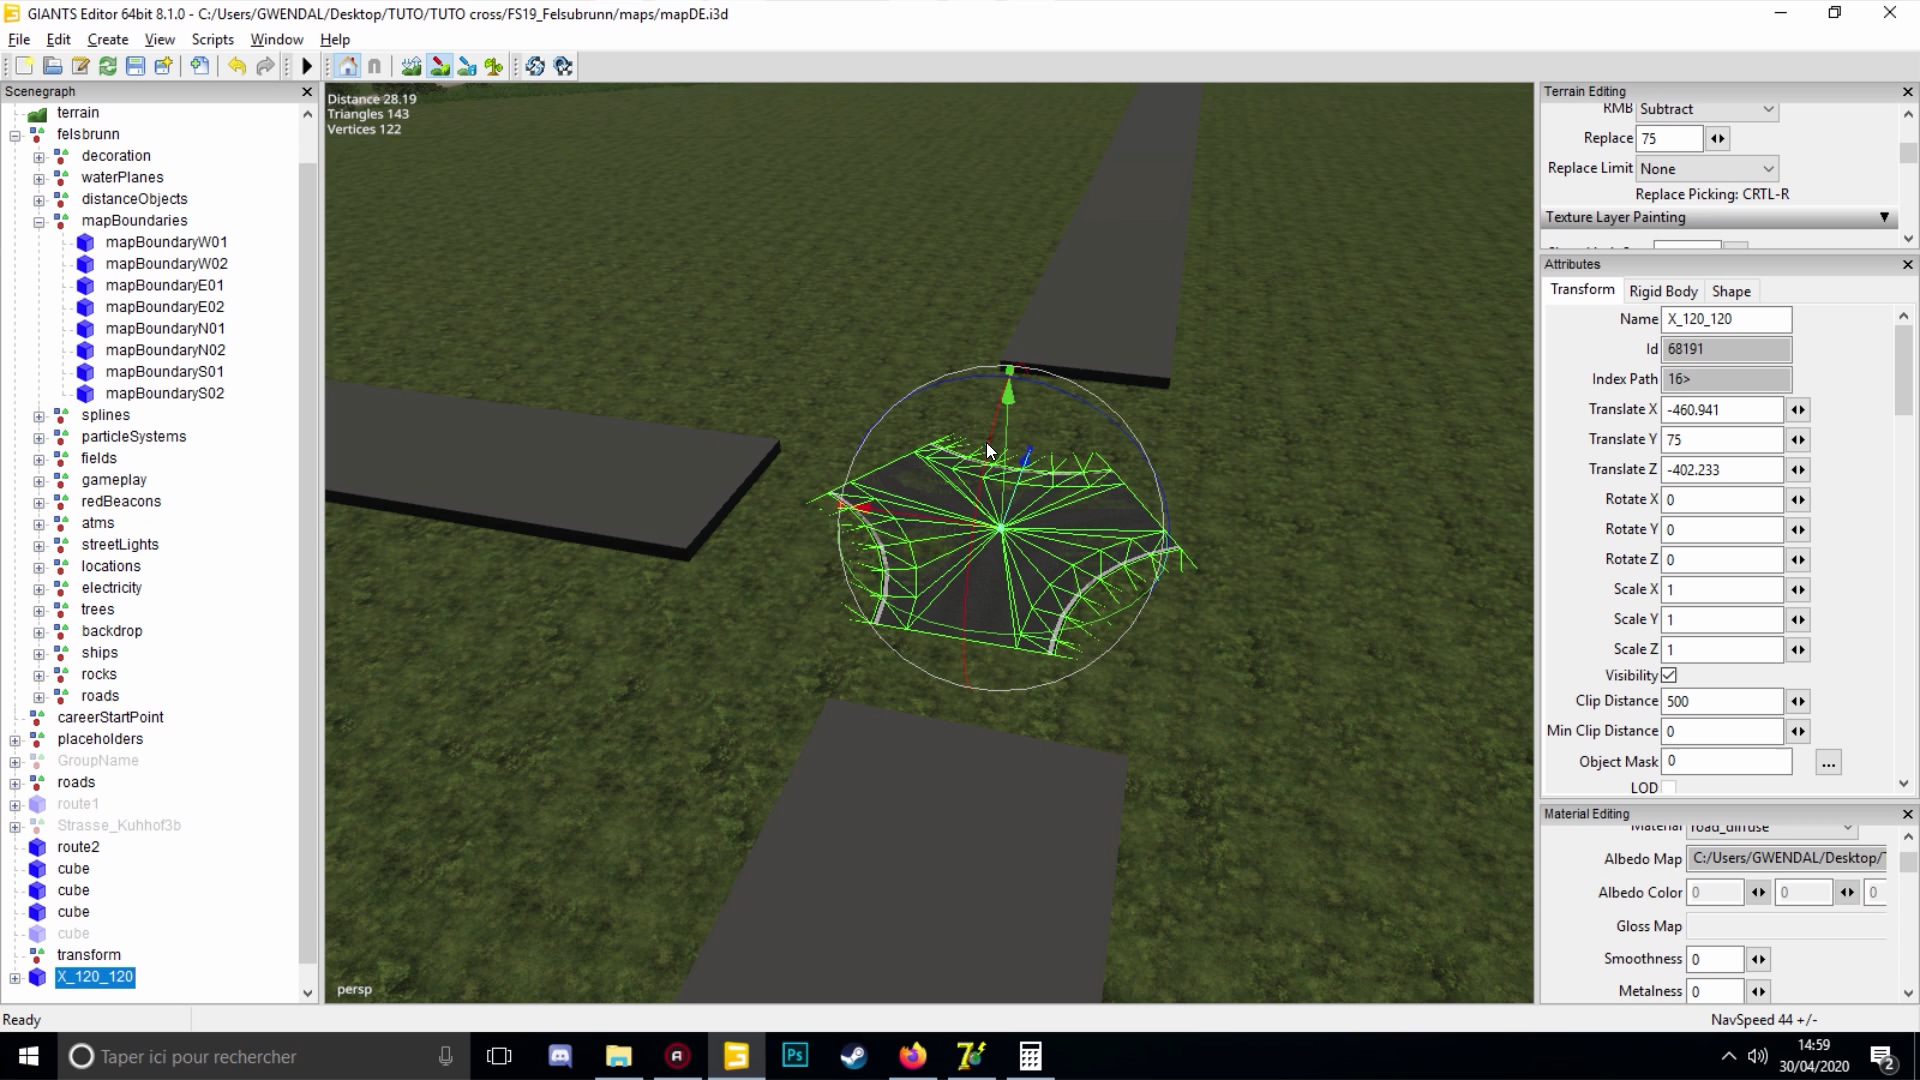 GIANTS Editor 64bit 8.1.0 - C:/Users/GWENDAL/Desktop/TUTO/TUTO cross/FS19_Felsubrunn/maps/mapDE.i3d
File Edit Create View Scripts Window Help
Scenegraph
terrain
felsbrunn
decoration
waterPlanes
distanceObjects
mapBoundaries
mapBoundaryW01
mapBoundaryW02
mapBoundaryE01
mapBoundaryE02
mapBoundaryN01
mapBoundaryN02
mapBoundaryS01
mapBoundaryS02
splines
particleSystems
fields
gameplay
redBeacons
atms
streetLights
locations
electricity
trees
backdrop
ships
rocks
roads
careerStartPoint
placeholders
GroupName
roads
route1
Strasse_Kuhhof3b
route2
cube
cube
cube
cube
transform
X_120_120
Distance 28.19
Triangles 143
Vertices 122
persp
Terrain Editing
RMB Subtract
Replace 75
Replace Limit None
Replace Picking: CRTL-R
Texture Layer Painting
Attributes
Transform Rigid Body Shape
Name X_120_120
Id 68191
Index Path 16>
Translate X -460.941
Translate Y 75
Translate Z -402.233
Rotate X 0
Rotate Y 0
Rotate Z 0
Scale X 1
Scale Y 1
Scale Z 1
Visibility
Clip Distance 500
Min Clip Distance 0
Object Mask 0 ...
LOD
Material Editing
Material road_diffuse
Albedo Map C:/Users/GWENDAL/Desktop/
Albedo Color 0 0 0
Gloss Map
Smoothness 0
Metalness 0
Ready
NavSpeed 44 +/-
Taper ici pour rechercher
Ps
14:59
30/04/2020
2